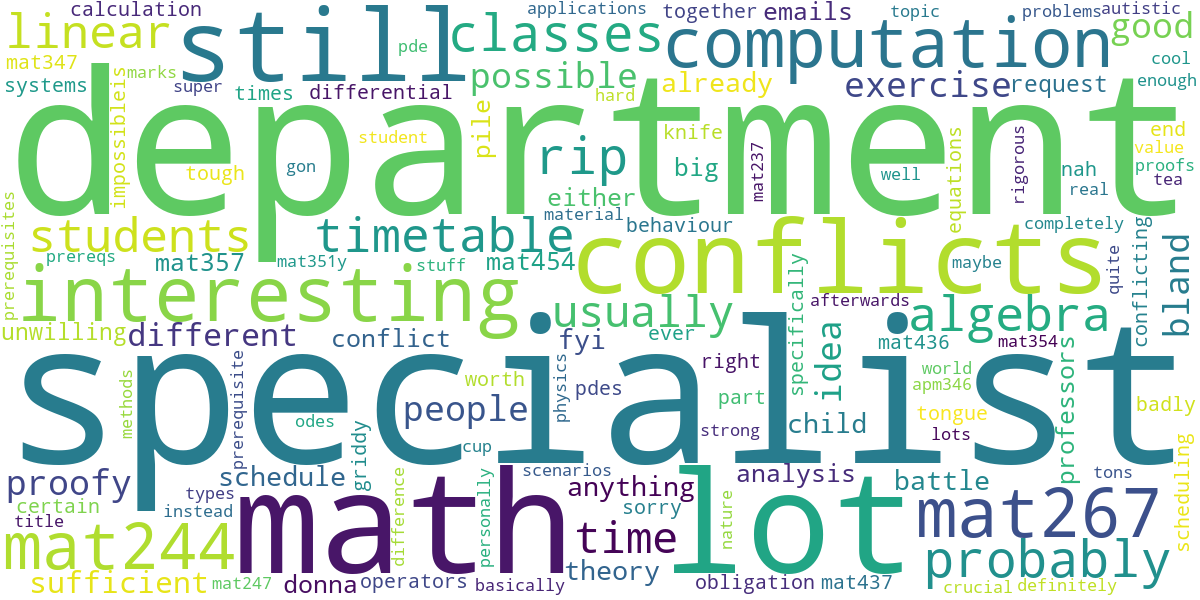 calculation
applications
together
emails
topic
problems
autistic
linear
still
classes
computation
good
mat347
pde
cool
systems
marks
super
times
differential
possible
hard
already
exercise
request
enough
department
impossibleis
student
pile
rip
knife
big
mat237
well
equations
rigorous
nah
end
value
proofs
tea
real
tough
gon
either
material
behaviour
completely
prerequisites
students
timetable
conflicts
conflicting
bland
prereqs
mat357
mat351y
stuff
mat454
specifically
maybe
quite
interesting
usually
afterwards
algebra
unwilling
different
conflict
fyi
ever
idea
mat436
mat354
professors
specialist
methods
prerequisite
worth
physics
pdes
right
part
world
apm346
badly
odes
people
child
tongue
strong
lots
griddy
cup
proofy
schedule
math
lot
scenarios
anything
analysis
battle
tons
scheduling
certain
types
title
instead
difference
personally
sorry
nature
mat267
mat244
time
theory
probably
sufficient
mat247
donna
operators
basically
obligation
mat437
crucial
definitely